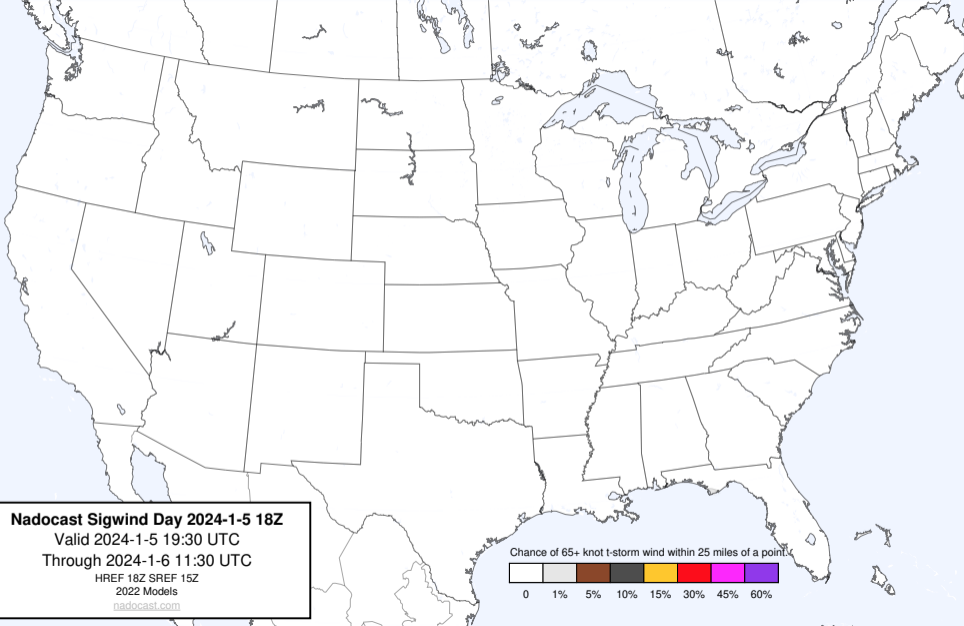 Nadocast Sigwind Day 2024-1-5 18Z
Valid 2024-1-5 19:30 UTC
Through 2024-1-6 11:30 UTC
HREF 18Z SREF 15Z
2022 Models
nadocast.com
Chance of 65+ knot t-storm wind within 25 miles of a point.
0 1% 5% 10% 15% 30% 45% 60%